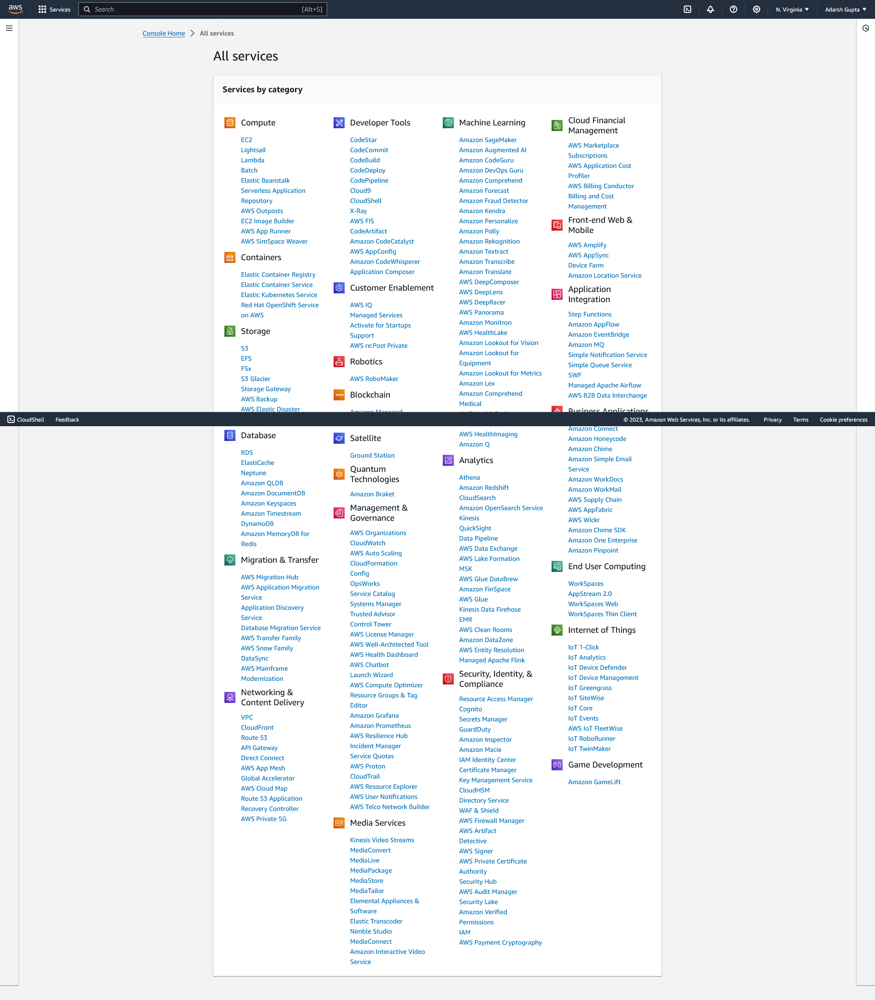 aws
Services
Search
[Alt+S]
N. Virginia
Adarsh Gupta
Console Home
All services
All services
Services by category
Compute
EC2
Lightsail
Lambda
Batch
Elastic Beanstalk
Serverless Application
Repository
AWS Outposts
EC2 Image Builder
AWS App Runner
AWS SimSpace Weaver
Containers
Elastic Container Registry
Elastic Container Service
Elastic Kubernetes Service
Red Hat OpenShift Service
on AWS
Storage
S3
EFS
FSx
S3 Glacier
Storage Gateway
AWS Backup
AWS Elastic Disaster
Database
RDS
ElastiCache
Neptune
Amazon QLDB
Amazon DocumentDB
Amazon Keyspaces
Amazon Timestream
DynamoDB
Amazon MemoryDB for
Redis
Migration & Transfer
AWS Migration Hub
AWS Application Migration
Service
Application Discovery
Service
Database Migration Service
AWS Transfer Family
AWS Snow Family
DataSync
AWS Mainframe
Modernization
Networking &
Content Delivery
VPC
CloudFront
Route 53
API Gateway
Direct Connect
AWS App Mesh
Global Accelerator
AWS Cloud Map
Route 53 Application
Recovery Controller
AWS Private 5G
Developer Tools
CodeStar
CodeCommit
CodeBuild
CodeDeploy
CodePipeline
Cloud9
CloudShell
X-Ray
AWS FIS
CodeArtifact
Amazon CodeCatalyst
AWS AppConfig
Amazon CodeWhisperer
Application Composer
Customer Enablement
AWS IQ
Managed Services
Activate for Startups
Support
AWS re:Post Private
Robotics
AWS RoboMaker
Blockchain
Amazon Managed
Satellite
Ground Station
Quantum
Technologies
Amazon Braket
Management &
Governance
AWS Organizations
CloudWatch
AWS Auto Scaling
CloudFormation
Config
OpsWorks
Service Catalog
Systems Manager
Trusted Advisor
Control Tower
AWS License Manager
AWS Well-Architected Tool
AWS Health Dashboard
AWS Chatbot
Launch Wizard
AWS Compute Optimizer
Resource Groups & Tag
Editor
Amazon Grafana
Amazon Prometheus
AWS Resilience Hub
Incident Manager
Service Quotas
AWS Proton
CloudTrail
AWS Resource Explorer
AWS User Notifications
AWS Telco Network Builder
Media Services
Kinesis Video Streams
MediaConvert
MediaLive
MediaPackage
MediaStore
MediaTailor
Elemental Appliances &
Software
Elastic Transcoder
Nimble Studio
MediaConnect
Amazon Interactive Video
Service
Machine Learning
Amazon SageMaker
Amazon Augmented AI
Amazon CodeGuru
Amazon DevOps Guru
Amazon Comprehend
Amazon Forecast
Amazon Fraud Detector
Amazon Kendra
Amazon Personalize
Amazon Polly
Amazon Rekognition
Amazon Textract
Amazon Transcribe
Amazon Translate
AWS DeepComposer
AWS DeepLens
AWS DeepRacer
AWS Panorama
Amazon Monitron
AWS HealthLake
Amazon Lookout for Vision
Amazon Lookout for
Equipment
Amazon Lookout for Metrics
Amazon Lex
Amazon Comprehend
Medical
AWS HealthImaging
Amazon Q
Analytics
Athena
Amazon Redshift
CloudSearch
Amazon OpenSearch Service
Kinesis
QuickSight
Data Pipeline
AWS Data Exchange
AWS Lake Formation
MSK
AWS Glue DataBrew
Amazon FinSpace
AWS Glue
Kinesis Data Firehose
EMR
AWS Clean Rooms
Amazon DataZone
AWS Entity Resolution
Managed Apache Flink
Security, Identity, &
Compliance
Resource Access Manager
Cognito
Secrets Manager
GuardDuty
Amazon Inspector
Amazon Macie
IAM Identity Center
Certificate Manager
Key Management Service
CloudHSM
Directory Service
WAF & Shield
AWS Firewall Manager
AWS Artifact
Detective
AWS Signer
AWS Private Certificate
Authority
Security Hub
AWS Audit Manager
Security Lake
Amazon Verified
Permissions
IAM
AWS Payment Cryptography
Cloud Financial
Management
AWS Marketplace
Subscriptions
AWS Application Cost
Profiler
AWS Billing Conductor
Billing and Cost
Management
Front-end Web &
Mobile
AWS Amplify
AWS AppSync
Device Farm
Amazon Location Service
Application
Integration
Step Functions
Amazon AppFlow
Amazon EventBridge
Amazon MQ
Simple Notification Service
Simple Queue Service
SWF
Managed Apache Airflow
AWS B2B Data Interchange
Business Applications
Amazon Connect
Amazon Honeycode
Amazon Chime
Amazon Simple Email
Service
Amazon WorkDocs
Amazon WorkMail
AWS Supply Chain
AWS AppFabric
AWS Wickr
Amazon Chime SDK
Amazon One Enterprise
Amazon Pinpoint
End User Computing
WorkSpaces
AppStream 2.0
WorkSpaces Web
WorkSpaces Thin Client
Internet of Things
IoT 1-Click
IoT Analytics
IoT Device Defender
IoT Device Management
IoT Greengrass
IoT SiteWise
IoT Core
IoT Events
AWS IoT FleetWise
IoT RoboRunner
IoT TwinMaker
Game Development
Amazon GameLift
CloudShell
Feedback
© 2023, Amazon Web Services, Inc. or its affiliates.
Privacy
Terms
Cookie preferences